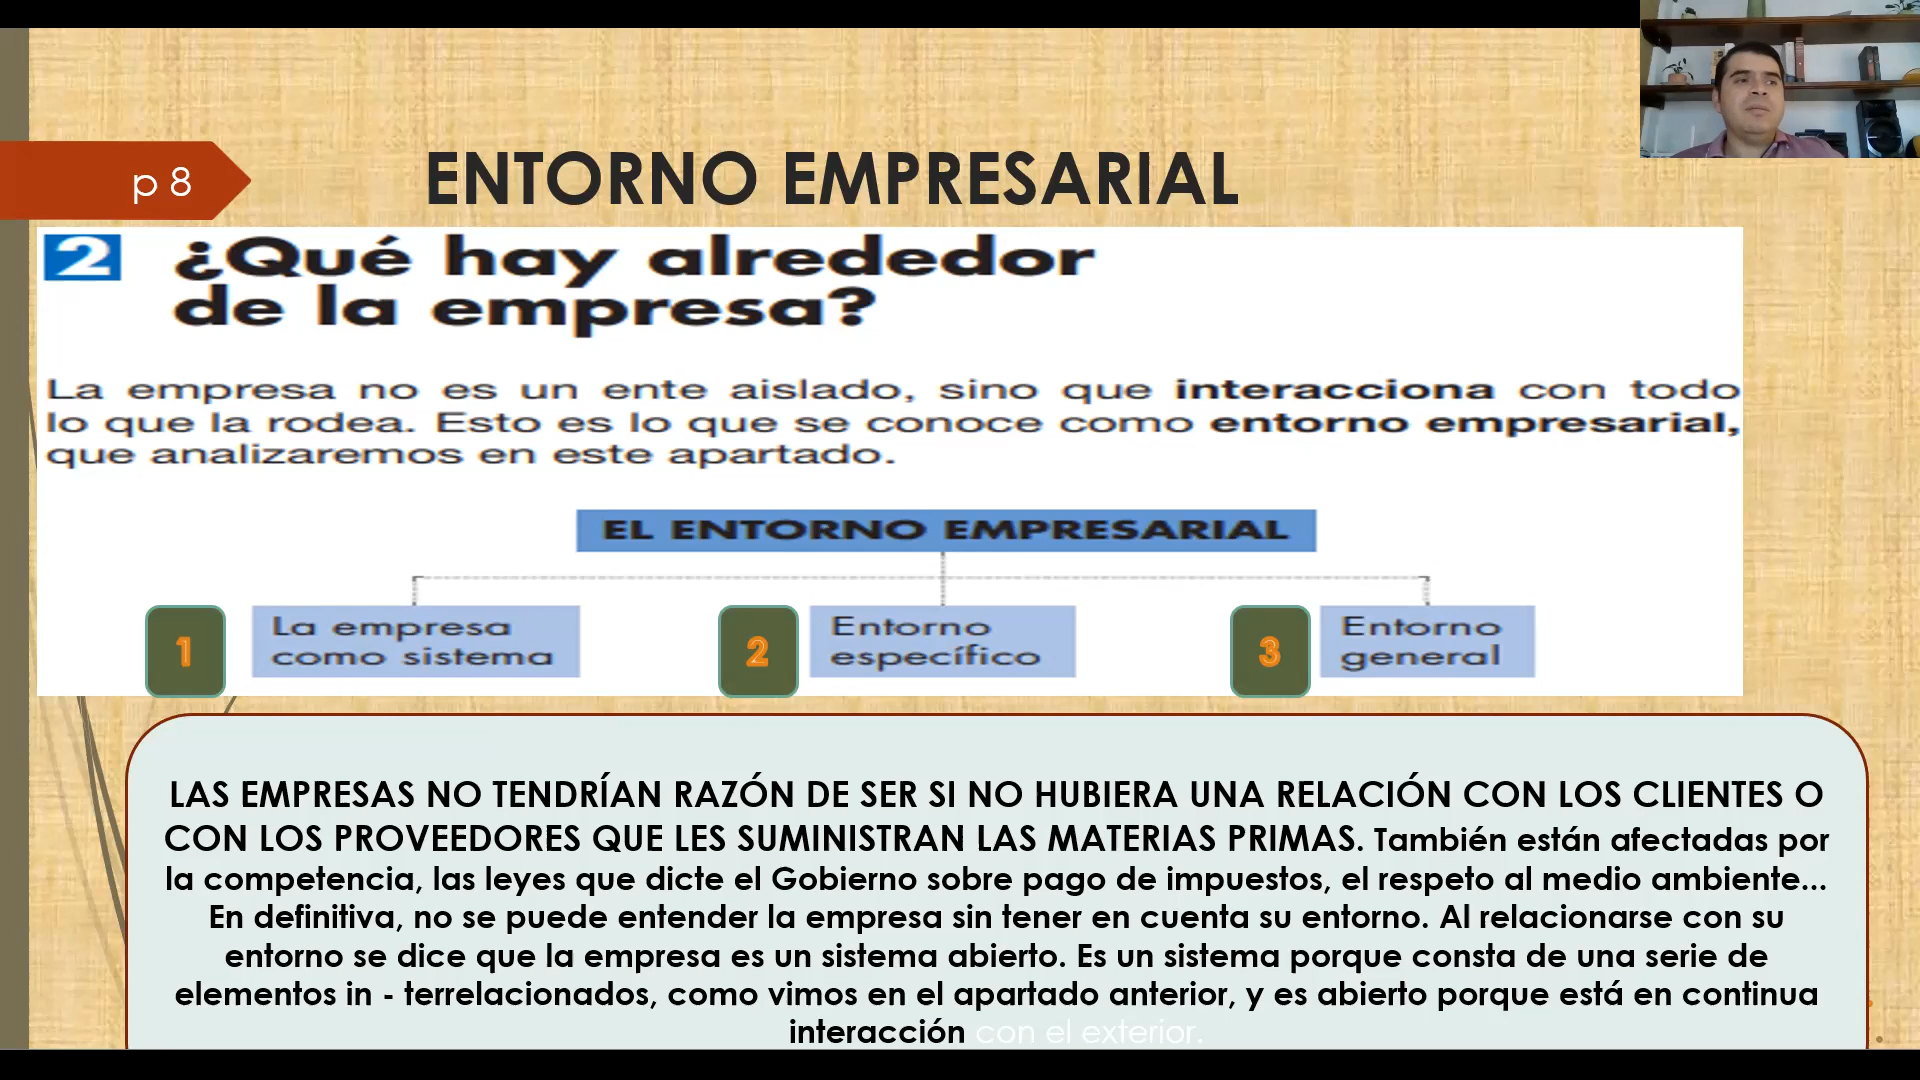 p 8
ENTORNO EMPRESARIAL
2 ¿Qué hay alrededor
de la empresa?
La empresa no es un ente aislado, sino que interacciona con todo
lo que la rodea. Esto es lo que se conoce como entorno empresarial,
que analizaremos en este apartado.
EL ENTORNO EMPRESARIAL
1
La empresa
como sistema
2
Entorno
específico
3
Entorno
general
LAS EMPRESAS NO TENDRÍAN RAZÓN DE SER SI NO HUBIERA UNA RELACIÓN CON LOS CLIENTES O
CON LOS PROVEEDORES QUE LES SUMINISTRAN LAS MATERIAS PRIMAS. También están afectadas por
la competencia, las leyes que dicte el Gobierno sobre pago de impuestos, el respeto al medio ambiente...
En definitiva, no se puede entender la empresa sin tener en cuenta su entorno. Al relacionarse con su
entorno se dice que la empresa es un sistema abierto. Es un sistema porque consta de una serie de
elementos in - terrelacionados, como vimos en el apartado anterior, y es abierto porque está en continua
interacción con el exterior.